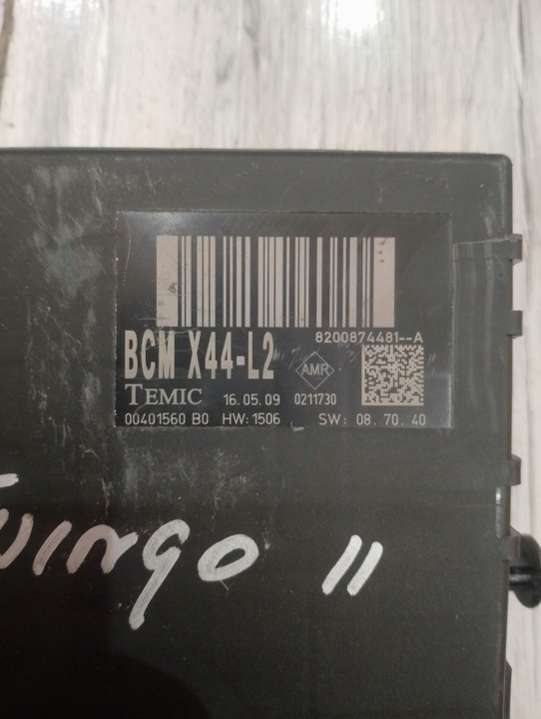 8200874481--A
BCM X44-L2
AMR
TEMIC 16.05.09 0211730
00401560 B0 HW:1506 SW: 08.70.40
Twingo II